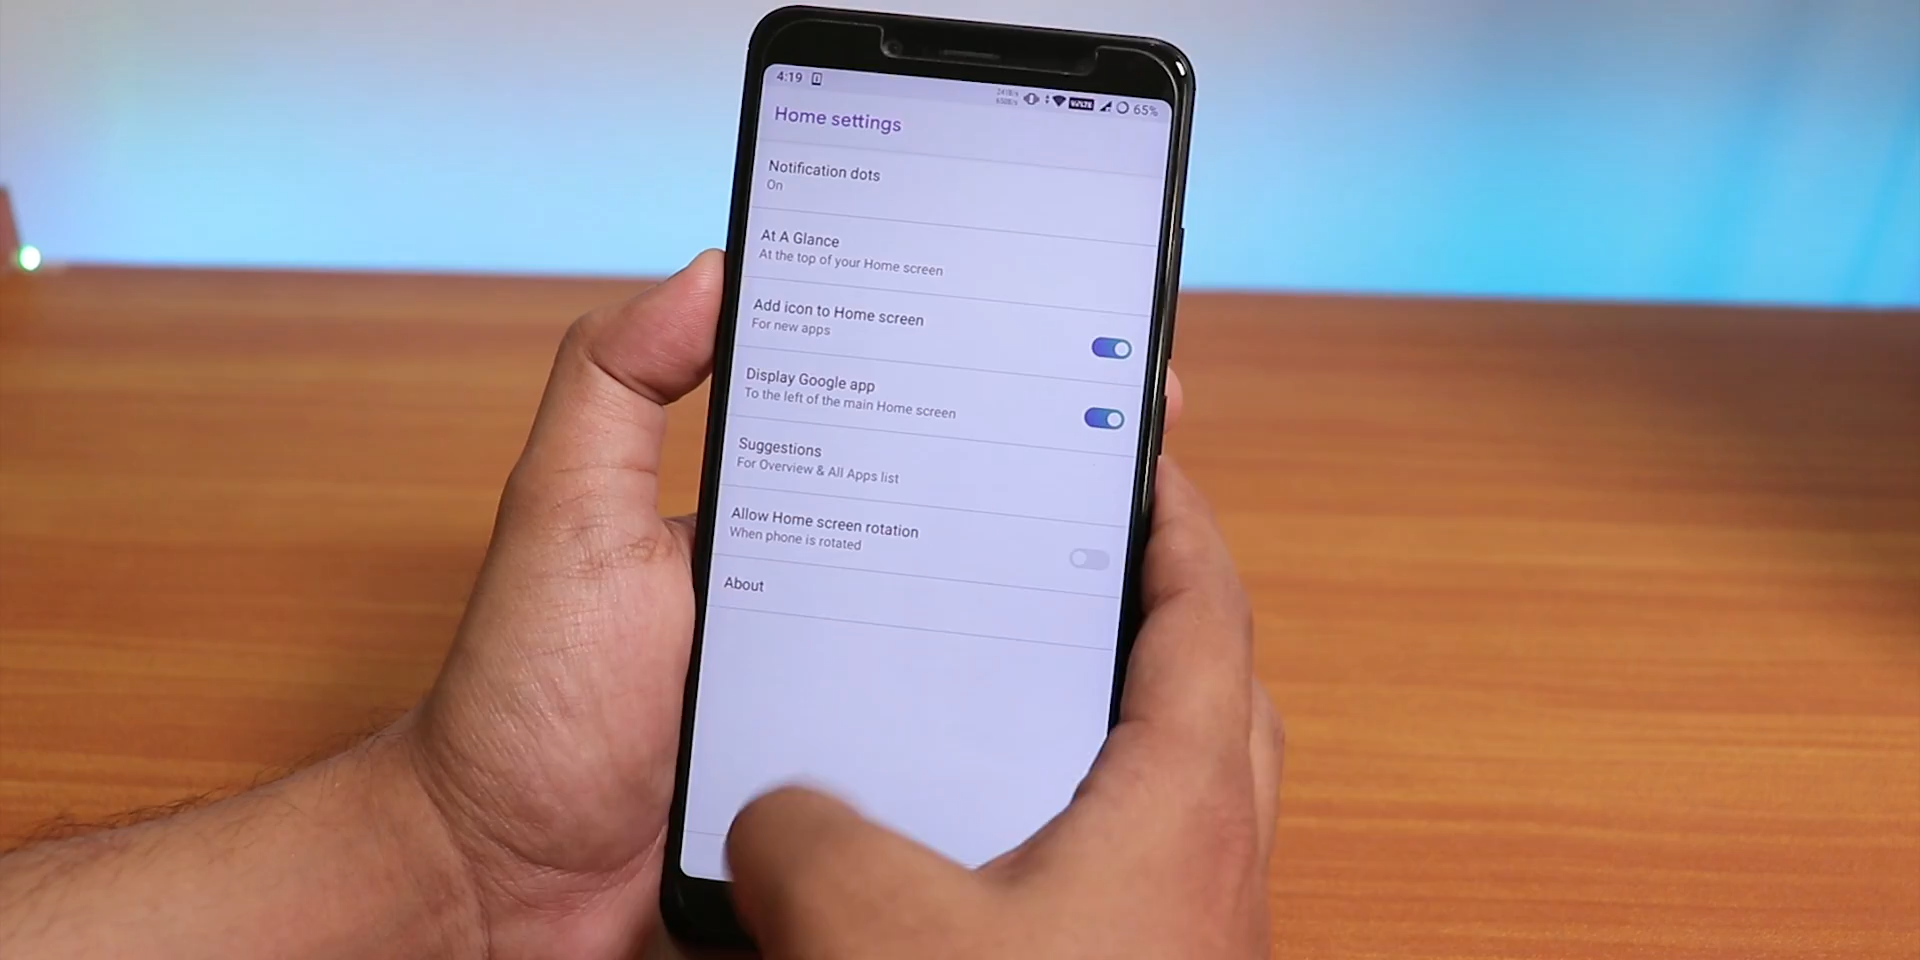 4:19
VoLTE
65%
Home settings
Notification dots
On
At A Glance
At the top of your Home screen
Add icon to Home screen
For new apps
Display Google app
To the left of the main Home screen
Suggestions
For Overview & All Apps list
Allow Home screen rotation
When phone is rotated
About